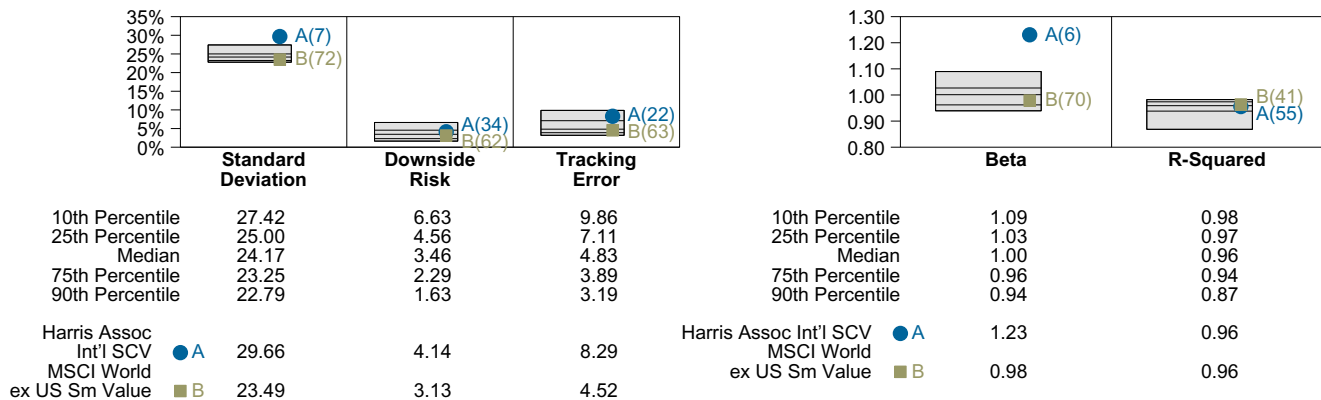 35%
30%
25%
20%
15%
10%
5%
0%
A(7)
B(72)
A(34)
B(62)
A(22)
B(63)
Standard Deviation
Downside Risk
Tracking Error
10th Percentile 27.42 6.63 9.86
25th Percentile 25.00 4.56 7.11
Median 24.17 3.46 4.83
75th Percentile 23.25 2.29 3.89
90th Percentile 22.79 1.63 3.19
Harris Assoc
Int'l SCV A 29.66 4.14 8.29
MSCI World
ex US Sm Value B 23.49 3.13 4.52
1.30
1.20
1.10
1.00
0.90
0.80
A(6)
B(70)
B(41)
A(55)
Beta R-Squared
10th Percentile 1.09 0.98
25th Percentile 1.03 0.97
Median 1.00 0.96
75th Percentile 0.96 0.94
90th Percentile 0.94 0.87
Harris Assoc Int'l SCV A 1.23 0.96
MSCI World
ex US Sm Value B 0.98 0.96